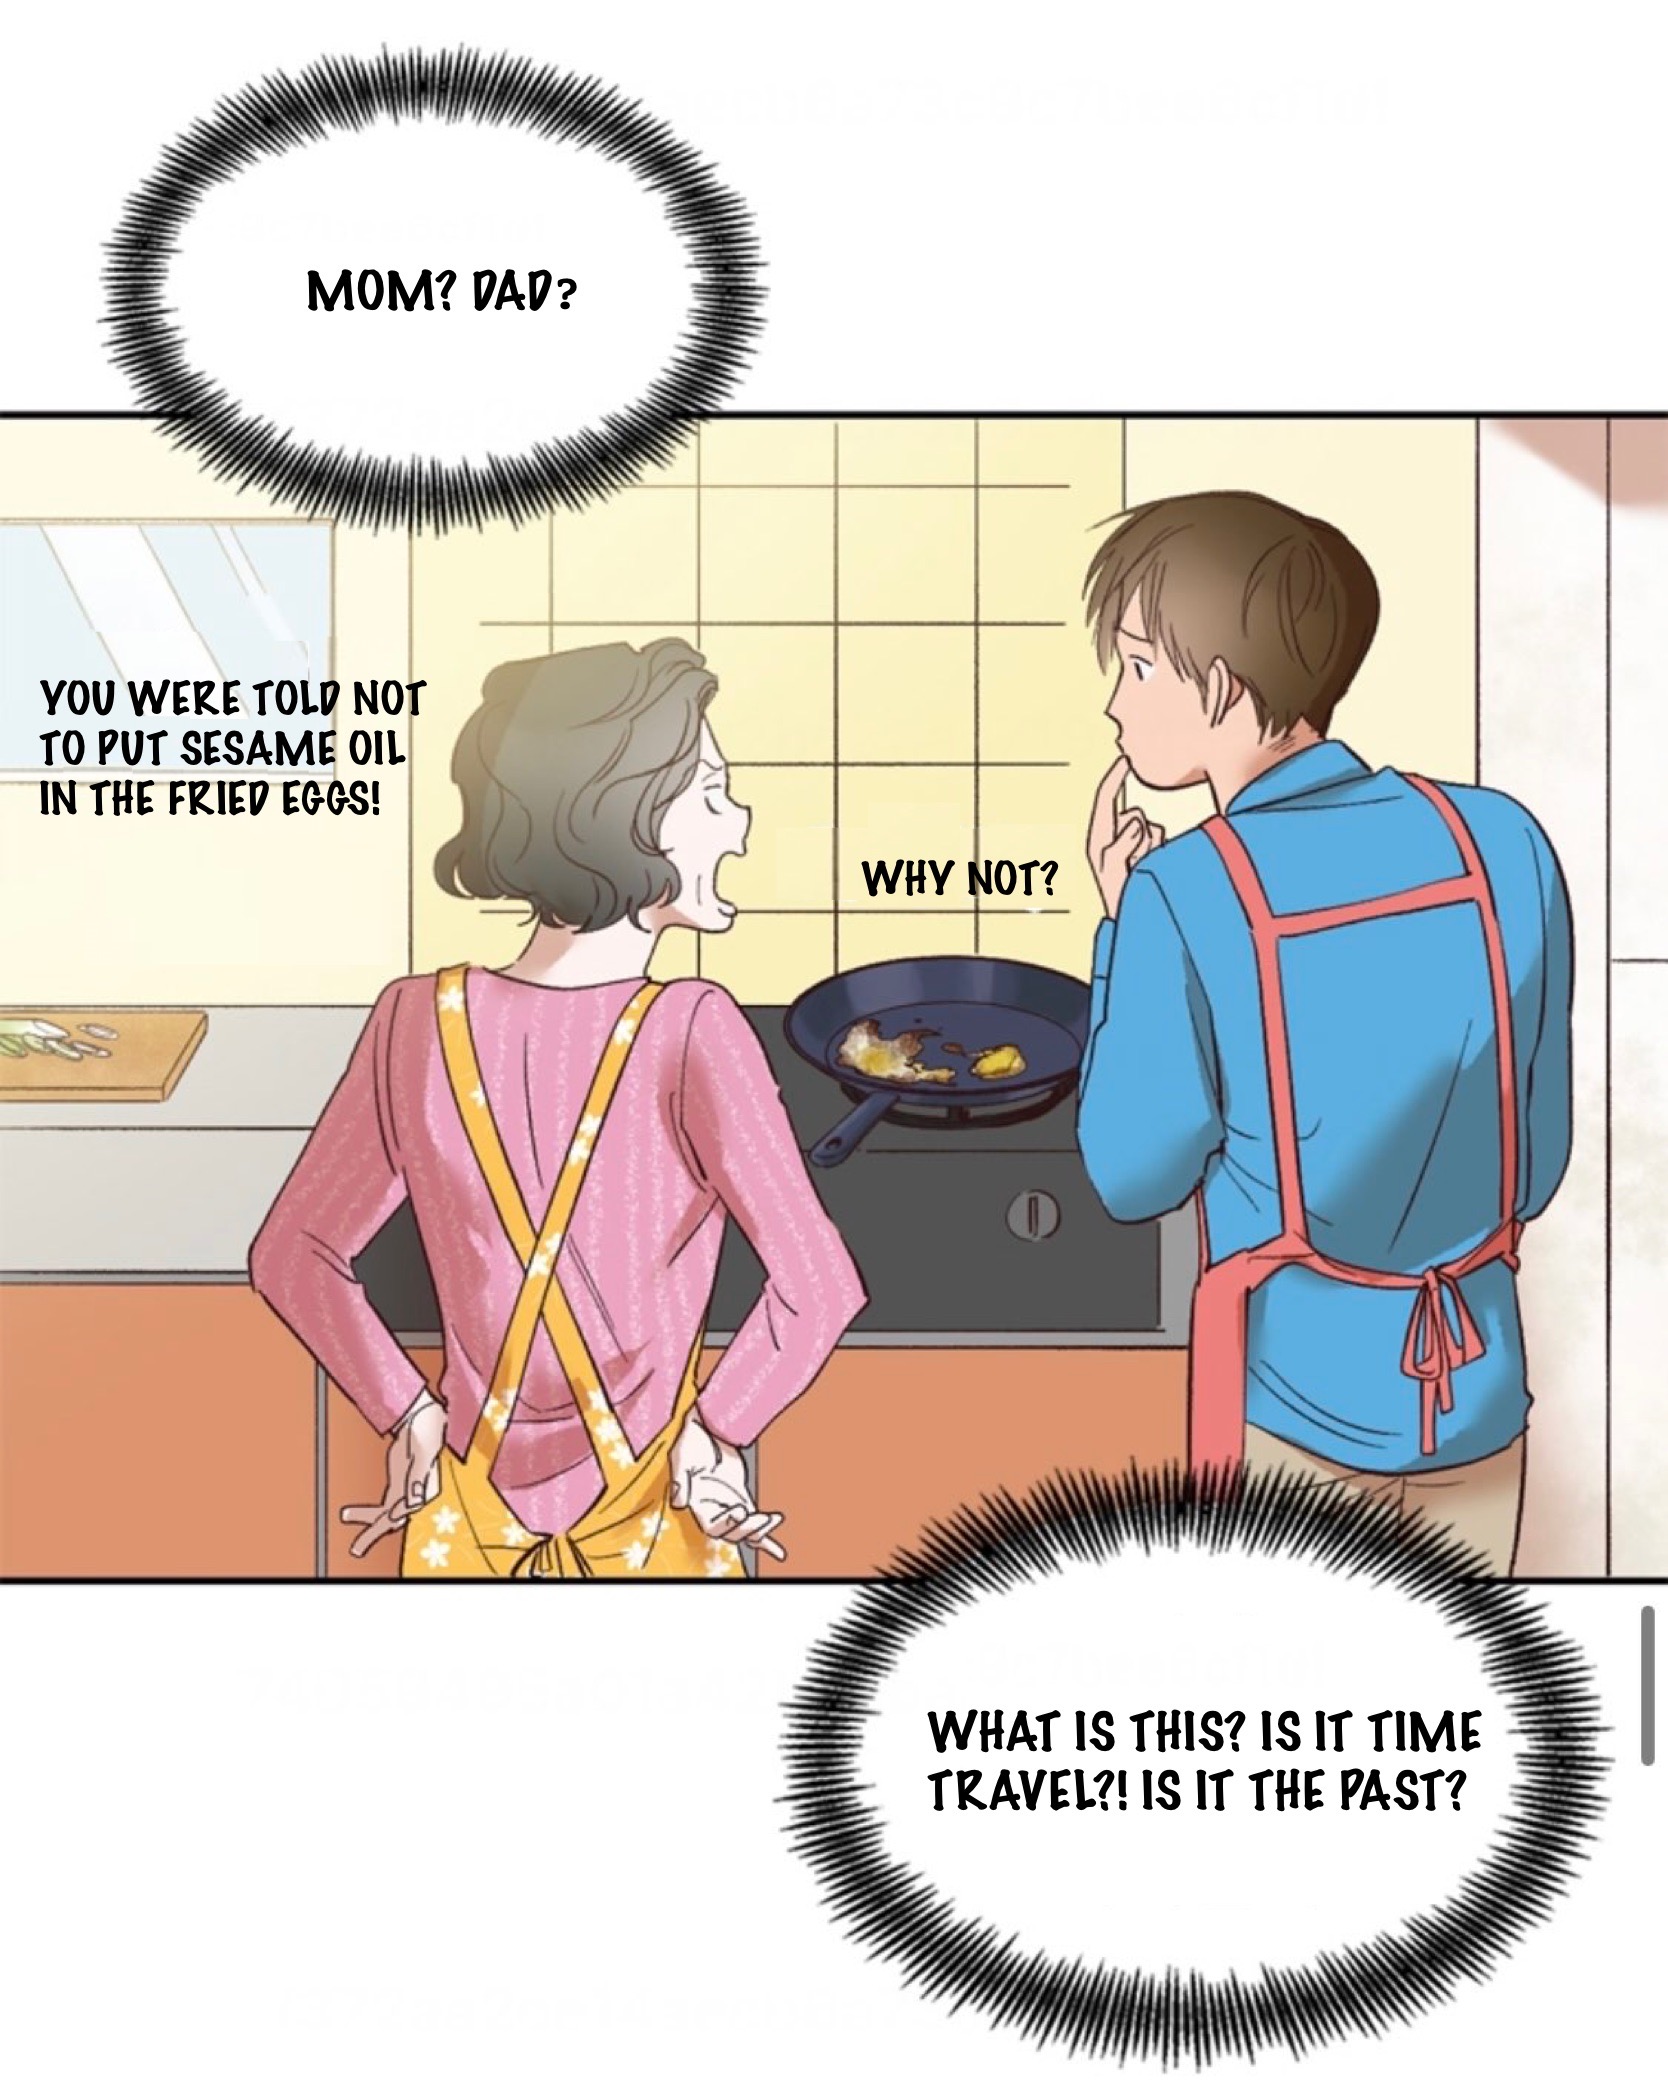 MOM? DAD?
YOU WERE TOLD NOT
TO PUT SESAME OIL
IN THE FRIED EGGS!
WHY NOT?
WHAT IS THIS? IS IT TIME
TRAVEL?! IS IT THE PAST?